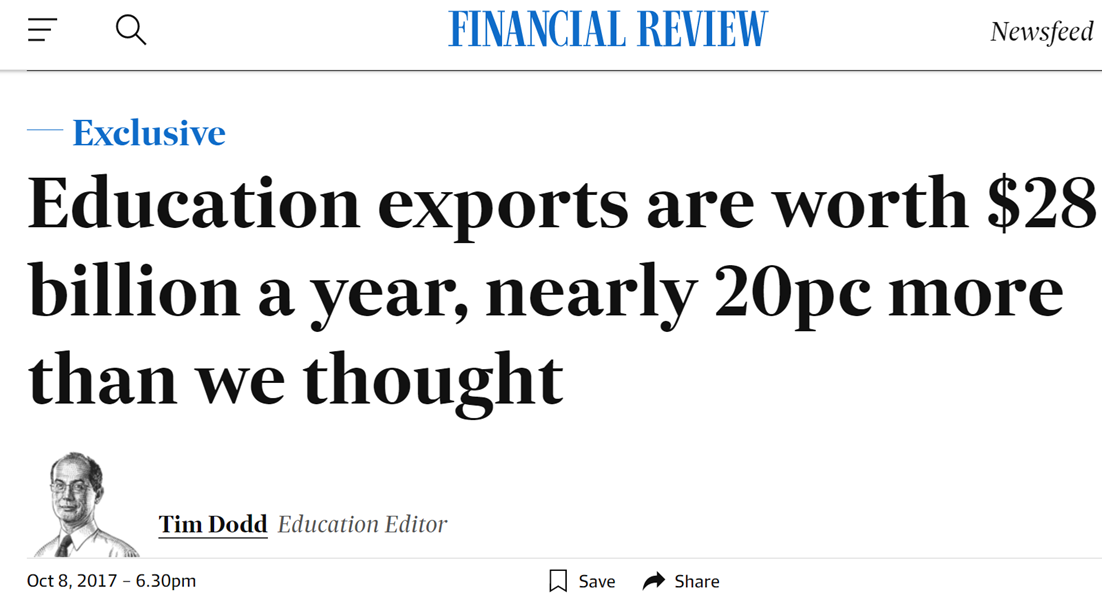 FINANCIAL REVIEW
Newsfeed
Exclusive
Education exports are worth $28
billion a year, nearly 20pc more
than we thought
Tim Dodd Education Editor
Oct 8, 2017 – 6.30pm
Save
Share